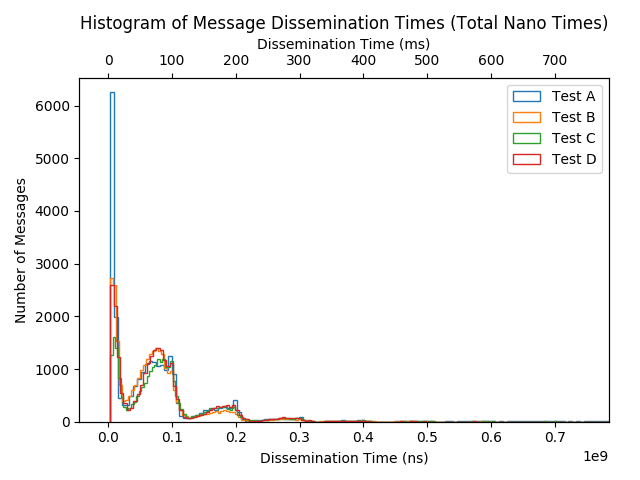 Histogram of Message Dissemination Times (Total Nano Times)
Dissemination Time (ms)
0 100 200 300 400 500 600 700
Test A
Test B
Test C
Test D
Number of Messages
6000
5000
4000
3000
2000
1000
0
0.0 0.1 0.2 0.3 0.4 0.5 0.6 0.7
1e9
Dissemination Time (ns)